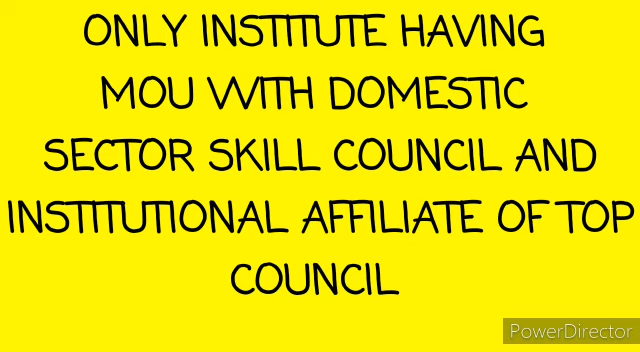 ONLY INSTITUTE HAVING
MOU WITH DOMESTIC
SECTOR SKILL COUNCIL AND
INSTITUTIONAL AFFILIATE OF TOP
COUNCIL
PowerDirector